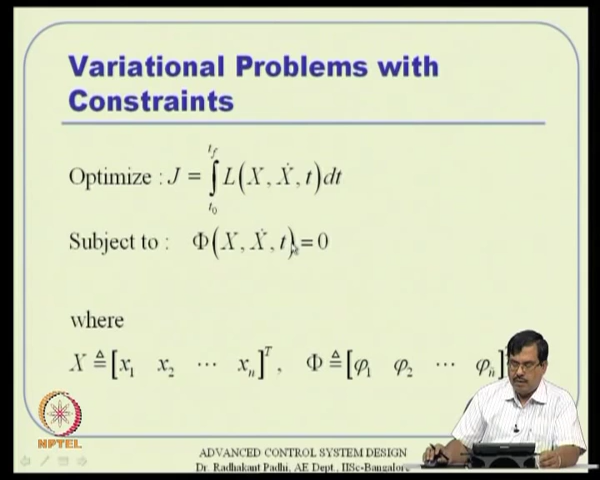 Variational Problems with
Constraints
Optimize : J = ∫_{t_0}^{t_f} L(X, Ẋ, t) dt
Subject to : Φ(X, Ẋ, t) = 0
where
X ≜ [x_1 x_2 ⋯ x_n]^T, Φ ≜ [φ_1 φ_2 ⋯ φ_ñ]
NPTEL
ADVANCED CONTROL SYSTEM DESIGN
Dr. Radhakant Padhi, AE Dept., IISc-Bangalore